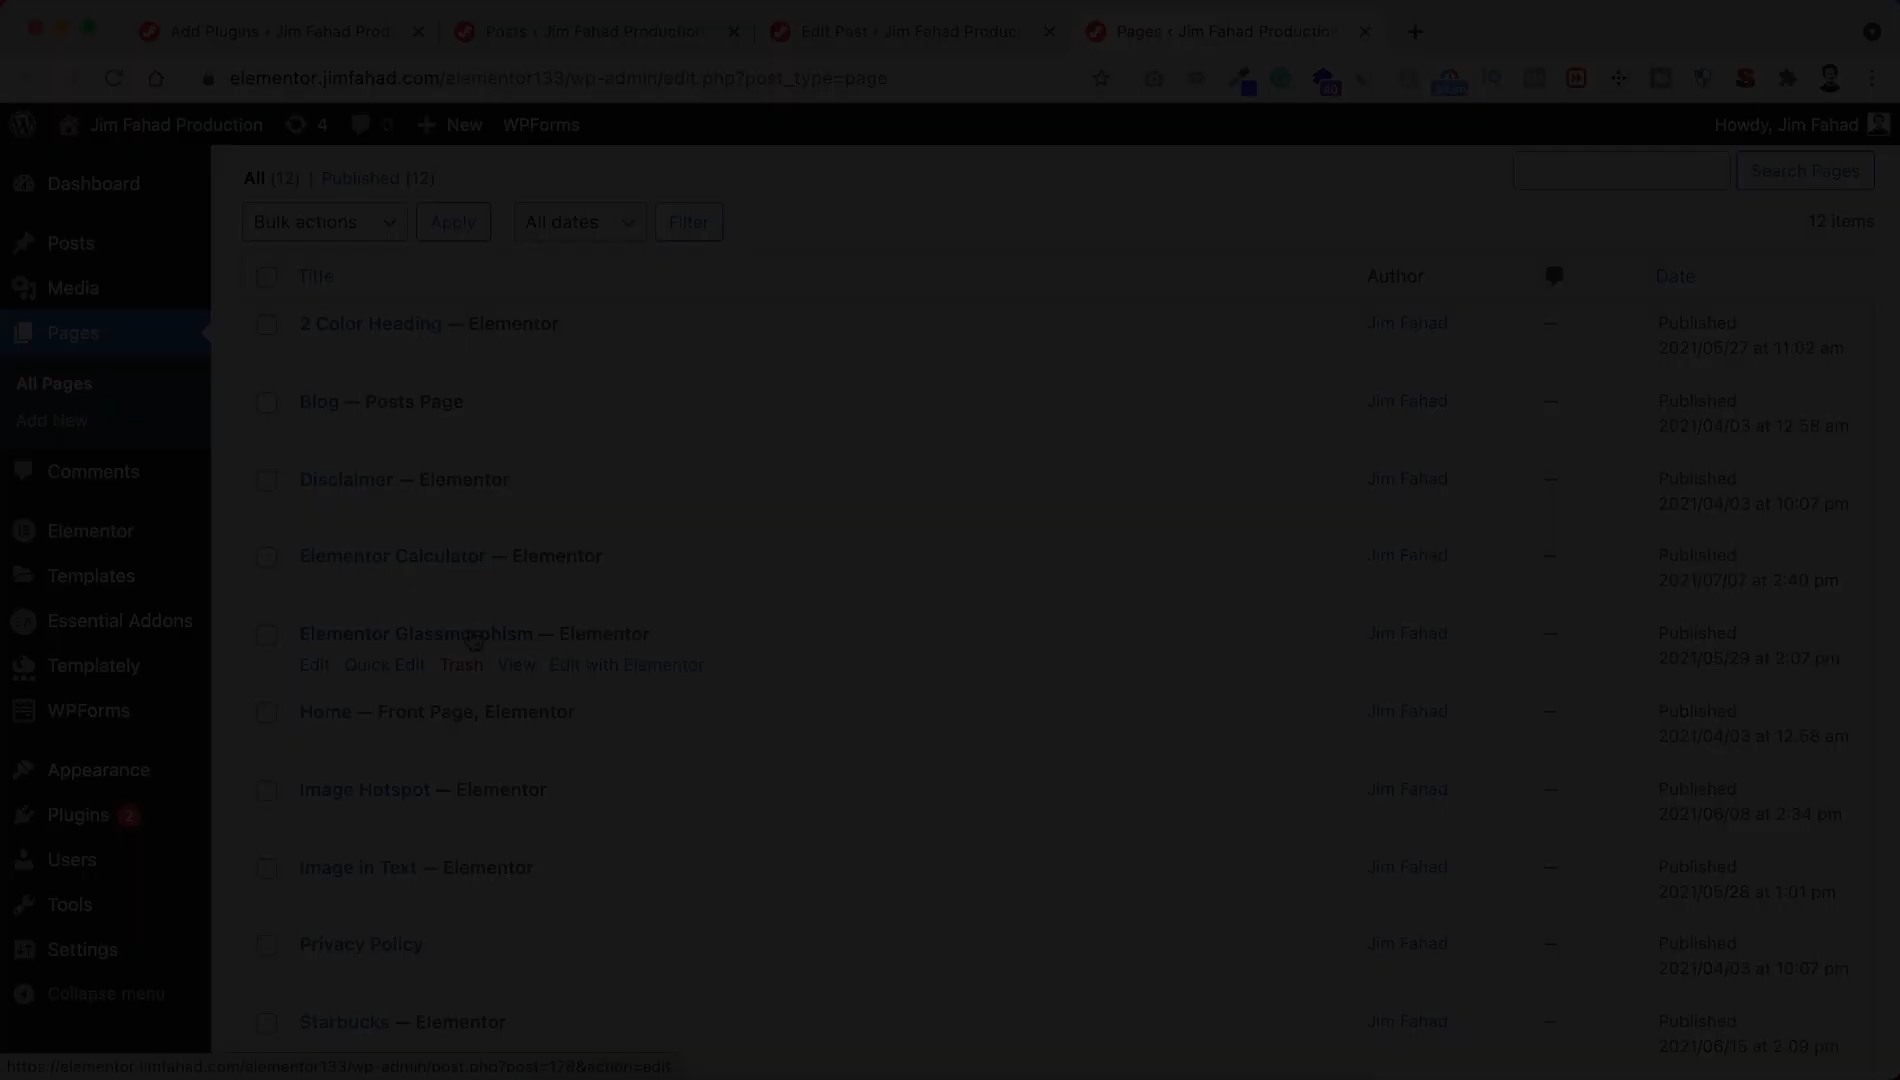 Add Plugins ‹ Jim Fahad Prod
Posts ‹ Jim Fahad Production
Edit Post ‹ Jim Fahad Produc
Pages ‹ Jim Fahad Production
elementor.jimfahad.com/elementor133/wp-admin/edit.php?post_type=page
Jim Fahad Production
4
0
New
WPForms
Howdy, Jim Fahad
Dashboard
Posts
Media
Pages
All Pages
Add New
Comments
Elementor
Templates
Essential Addons
Templately
WPForms
Appearance
Plugins 2
Users
Tools
Settings
Collapse menu
All (12) | Published (12)
Search Pages
Bulk actions
Apply
All dates
Filter
12 items
Title
Author
Date
2 Color Heading — Elementor
Jim Fahad
—
Published
2021/05/27 at 11:02 am
Blog — Posts Page
Jim Fahad
—
Published
2021/04/03 at 12:58 am
Disclaimer — Elementor
Jim Fahad
—
Published
2021/04/03 at 10:07 pm
Elementor Calculator — Elementor
Jim Fahad
—
Published
2021/07/07 at 2:40 pm
Elementor Glassmorphism — Elementor
Edit Quick Edit Trash View Edit with Elementor
Jim Fahad
—
Published
2021/05/29 at 2:07 pm
Home — Front Page, Elementor
Jim Fahad
—
Published
2021/04/03 at 12:58 am
Image Hotspot — Elementor
Jim Fahad
—
Published
2021/06/08 at 2:34 pm
Image in Text — Elementor
Jim Fahad
—
Published
2021/05/28 at 1:01 pm
Privacy Policy
Jim Fahad
—
Published
2021/04/03 at 10:07 pm
Starbucks — Elementor
Jim Fahad
—
Published
2021/06/15 at 2:09 pm
https://elementor.jimfahad.com/elementor133/wp-admin/post.php?post=178&action=edit